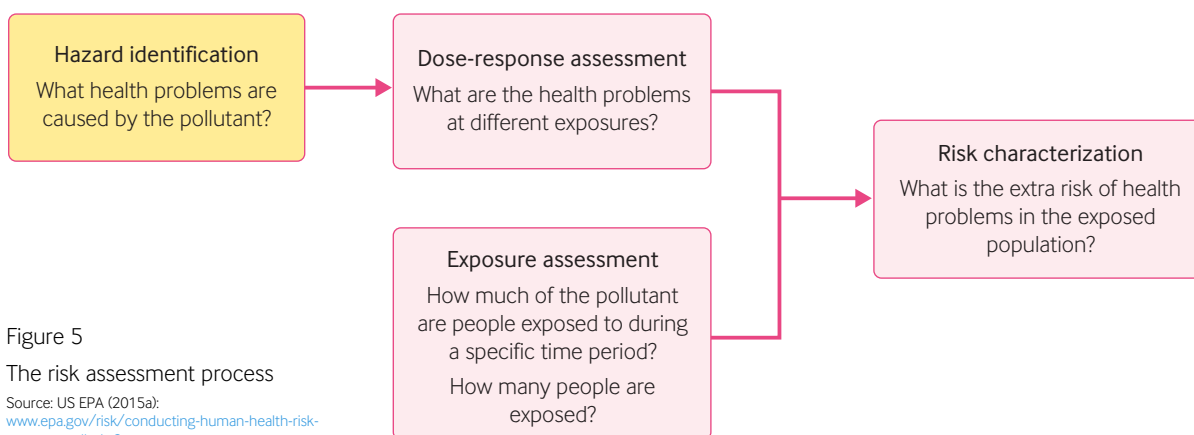 Hazard identification
What health problems are
caused by the pollutant?
Dose-response assessment
What are the health problems
at different exposures?
Exposure assessment
How much of the pollutant
are people exposed to during
a specific time period?
How many people are
exposed?
Risk characterization
What is the extra risk of health
problems in the exposed
population?
Figure 5
The risk assessment process
Source: US EPA (2015a):
www.epa.gov/risk/conducting-human-health-risk-